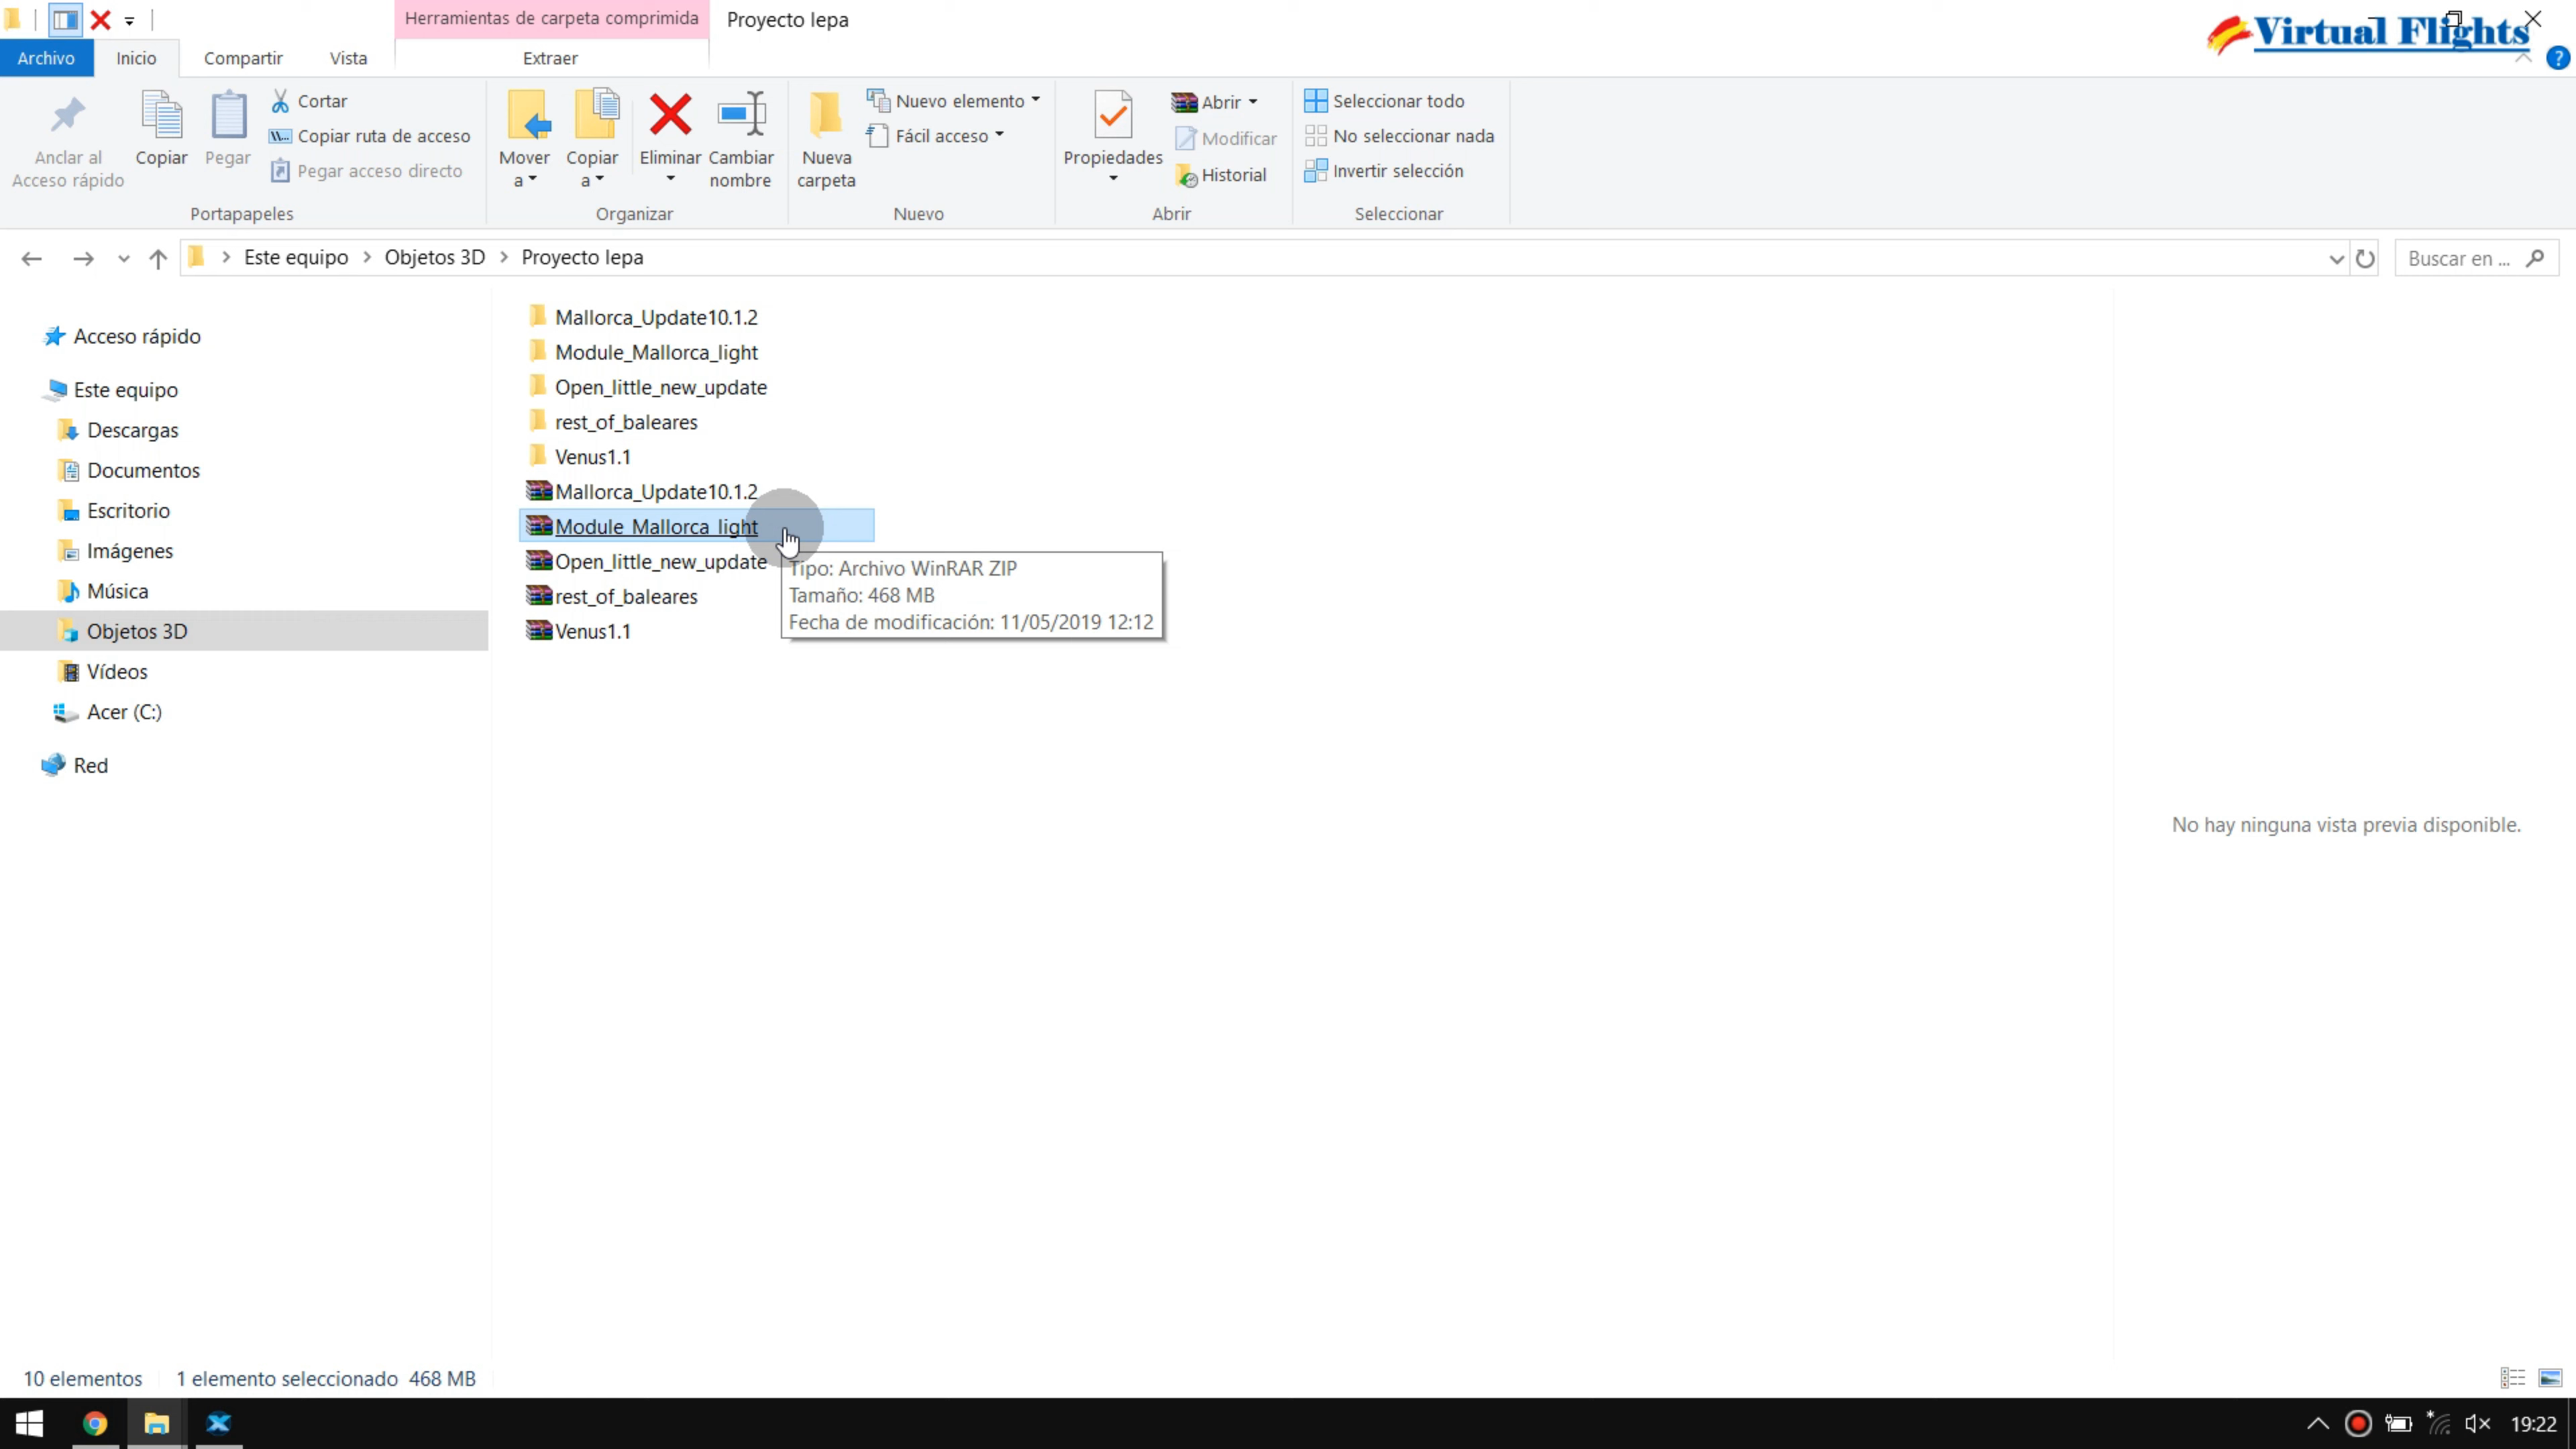 Herramientas de carpeta comprimida
Proyecto lepa
Virtual Flights
Archivo
Inicio
Compartir
Vista
Extraer
Anclar al
Acceso rápido
Copiar
Pegar
Cortar
Copiar ruta de acceso
Pegar acceso directo
Portapapeles
Mover
a
Copiar
a
Eliminar
Cambiar
nombre
Organizar
Nueva
carpeta
Nuevo elemento
Fácil acceso
Nuevo
Propiedades
Abrir
Modificar
Historial
Abrir
Seleccionar todo
No seleccionar nada
Invertir selección
Seleccionar
Este equipo > Objetos 3D > Proyecto lepa
Buscar en ...
Acceso rápido
Este equipo
Descargas
Documentos
Escritorio
Imágenes
Música
Objetos 3D
Vídeos
Acer (C:)
Red
Mallorca_Update10.1.2
Module_Mallorca_light
Open_little_new_update
rest_of_baleares
Venus1.1
Mallorca_Update10.1.2
Module_Mallorca_light
Open_little_new_update
rest_of_baleares
Venus1.1
Tipo: Archivo WinRAR ZIP
Tamaño: 468 MB
Fecha de modificación: 11/05/2019 12:12
No hay ninguna vista previa disponible.
10 elementos
1 elemento seleccionado 468 MB
19:22